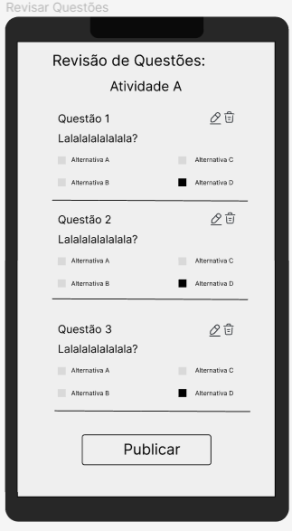 Revisar Questões
Revisão de Questões:
Atividade A
Questão 1
Lalalalalalalala?
Alternativa A
Alternativa C
Alternativa B
Alternativa D
Questão 2
Lalalalalalalala?
Alternativa A
Alternativa C
Alternativa B
Alternativa D
Questão 3
Lalalalalalalala?
Alternativa A
Alternativa C
Alternativa B
Alternativa D
Publicar